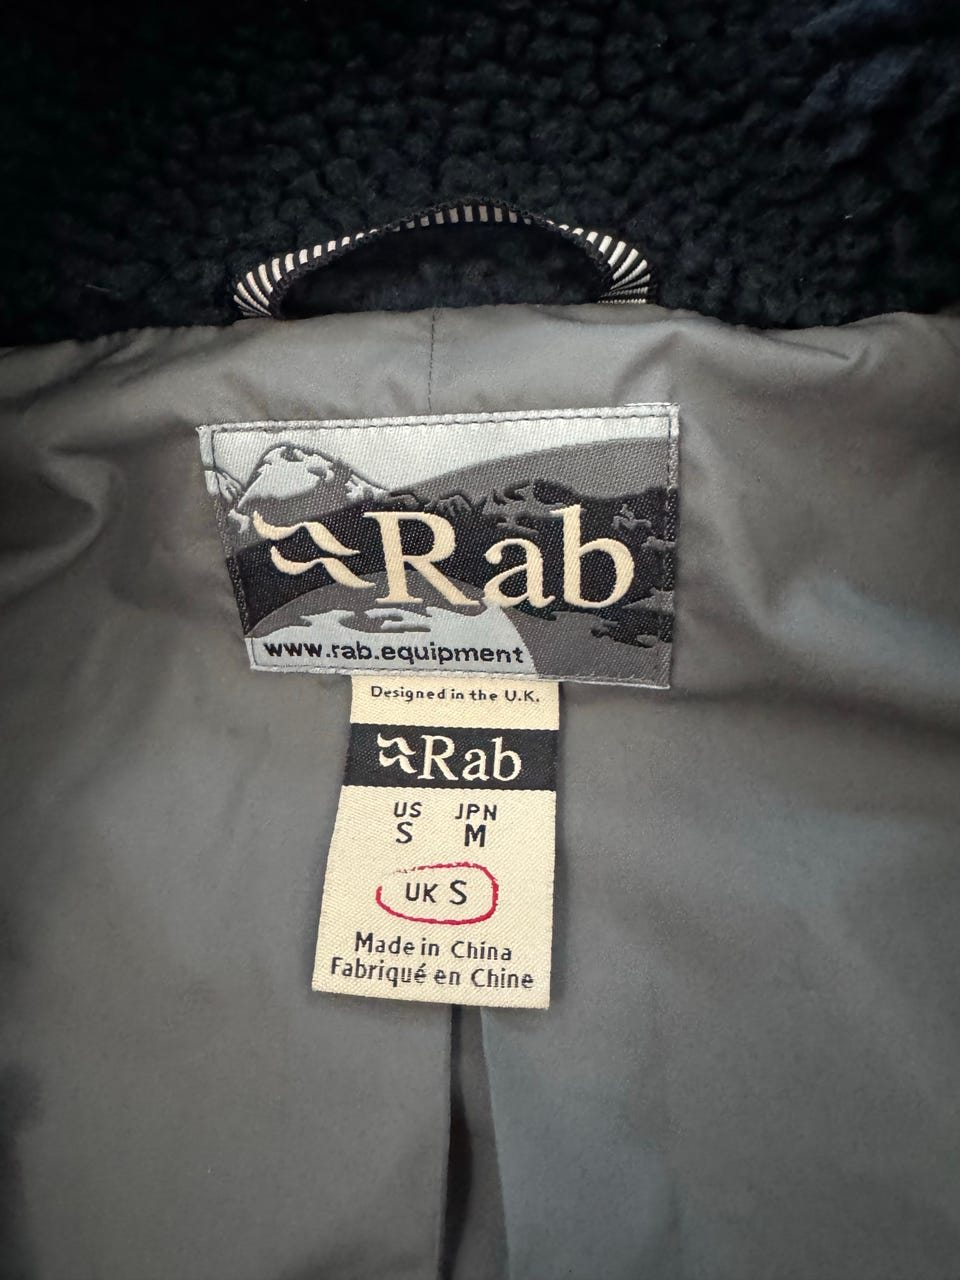 Rab
www.rab.equipment
Designed in the U.K.
Rab
US JPN
S M
UK S
Made in China
Fabriqué en Chine